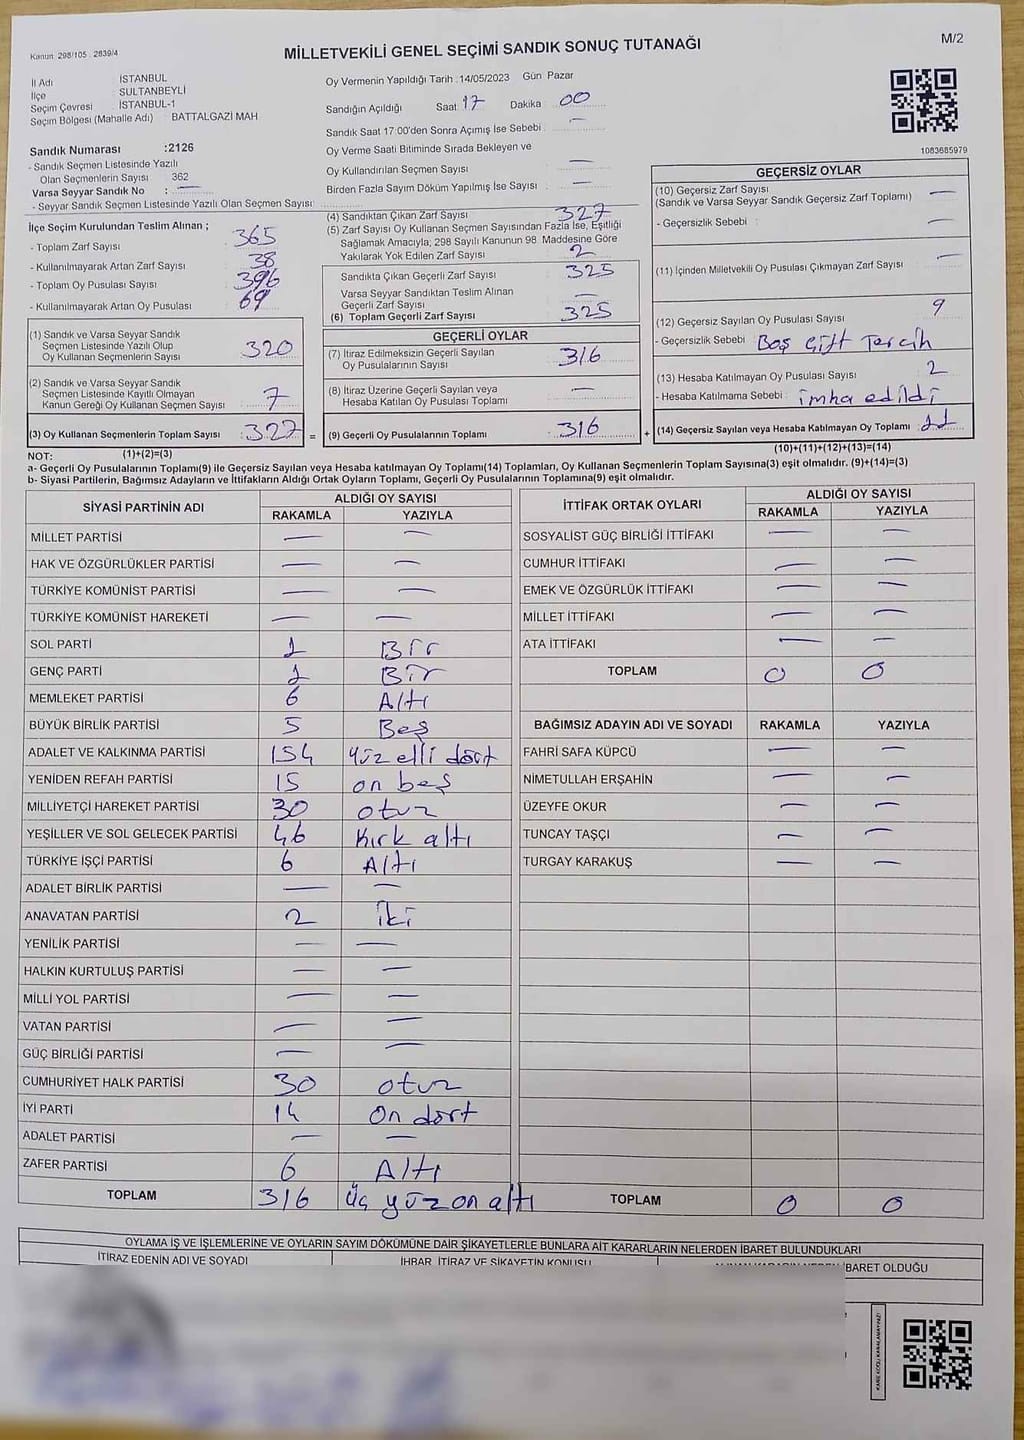 Kanun 298/105 2839/4
MİLLETVEKİLİ GENEL SEÇİMİ SANDIK SONUÇ TUTANAĞI
M/2
İl Adı İSTANBUL
İlçe : SULTANBEYLİ
Seçim Çevresi : İSTANBUL-1
Seçim Bölgesi (Mahalle Adı) BATTALGAZİ MAH
Sandık Numarası :2126
- Sandık Seçmen Listesinde Yazılı
Olan Seçmenlerin Sayısı 362
Varsa Seyyar Sandık No : —
- Seyyar Sandık Seçmen Listesinde Yazılı Olan Seçmen Sayısı
Oy Vermenin Yapıldığı Tarih :14/05/2023 Gün Pazar
Sandığın Açıldığı Saat 17 Dakika 00
Sandık Saat 17:00'den Sonra Açımış İse Sebebi : —
Oy Verme Saati Bitiminde Sırada Bekleyen ve
Oy Kullandırılan Seçmen Sayısı —
Birden Fazla Sayım Döküm Yapılmış İse Sayısı : —
1083685979
İlçe Seçim Kurulundan Teslim Alınan ;
- Toplam Zarf Sayısı : 365
- Kullanılmayarak Artan Zarf Sayısı : 38
- Toplam Oy Pusulası Sayısı : 396
- Kullanılmayarak Artan Oy Pusulası : 69
(1) Sandık ve Varsa Seyyar Sandık
Seçmen Listesinde Yazılı Olup
Oy Kullanan Seçmenlerin Sayısı 320
(2) Sandık ve Varsa Seyyar Sandık
Seçmen Listesinde Kayıtlı Olmayan
Kanun Gereği Oy Kullanan Seçmen Sayısı 7
(3) Oy Kullanan Seçmenlerin Toplam Sayısı 327 =
(4) Sandıktan Çıkan Zarf Sayısı 327
(5) Zarf Sayısı Oy Kullanan Seçmen Sayısından Fazla İse, Eşitliği
Sağlamak Amacıyla; 298 Sayılı Kanunun 98. Maddesine Göre
Yakılarak Yok Edilen Zarf Sayısı 2
Sandıkta Çıkan Geçerli Zarf Sayısı 325
Varsa Seyyar Sandıktan Teslim Alınan
Geçerli Zarf Sayısı —
(6) Toplam Geçerli Zarf Sayısı 325
GEÇERLİ OYLAR
(7) İtiraz Edilmeksizin Geçerli Sayılan
Oy Pusulalarının Sayısı 316
(8) İtiraz Üzerine Geçerli Sayılan veya
Hesaba Katılan Oy Pusulası Toplamı —
(9) Geçerli Oy Pusulalarının Toplamı 316 +
GEÇERSİZ OYLAR
(10) Geçersiz Zarf Sayısı
(Sandık ve Varsa Seyyar Sandık Geçersiz Zarf Toplamı) —
- Geçersizlik Sebebi : —
(11) İçinden Milletvekili Oy Pusulası Çıkmayan Zarf Sayısı —
(12) Geçersiz Sayılan Oy Pusulası Sayısı 9
- Geçersizlik Sebebi : Boş Çift Tercih
(13) Hesaba Katılmayan Oy Pusulası Sayısı 2
- Hesaba Katılmama Sebebi : imha edildi
(14) Geçersiz Sayılan veya Hesaba Katılmayan Oy Toplamı 11
NOT: (1)+(2)=(3)
(10)+(11)+(12)+(13)=(14)
a- Geçerli Oy Pusulalarının Toplamı(9) ile Geçersiz Sayılan veya Hesaba katılmayan Oy Toplamı(14) Toplamları, Oy Kullanan Seçmenlerin Toplam Sayısına(3) eşit olmalıdır. (9)+(14)=(3)
b- Siyasi Partilerin, Bağımsız Adayların ve İttifakların Aldığı Ortak Oyların Toplamı, Geçerli Oy Pusulalarının Toplamına(9) eşit olmalıdır.
SİYASİ PARTİNİN ADI ALDIĞI OY SAYISI
RAKAMLA YAZIYLA
MİLLET PARTİSİ — —
HAK VE ÖZGÜRLÜKLER PARTİSİ — —
TÜRKİYE KOMÜNİST PARTİSİ — —
TÜRKİYE KOMÜNİST HAREKETİ — —
SOL PARTİ 1 Bir
GENÇ PARTİ 1 Bir
MEMLEKET PARTİSİ 6 Altı
BÜYÜK BİRLİK PARTİSİ 5 Beş
ADALET VE KALKINMA PARTİSİ 154 yüz elli dört
YENİDEN REFAH PARTİSİ 15 on beş
MİLLİYETÇİ HAREKET PARTİSİ 30 otuz
YEŞİLLER VE SOL GELECEK PARTİSİ 46 Kırk altı
TÜRKİYE İŞÇİ PARTİSİ 6 Altı
ADALET BİRLİK PARTİSİ — —
ANAVATAN PARTİSİ 2 İki
YENİLİK PARTİSİ — —
HALKIN KURTULUŞ PARTİSİ — —
MİLLİ YOL PARTİSİ — —
VATAN PARTİSİ — —
GÜÇ BİRLİĞİ PARTİSİ — —
CUMHURİYET HALK PARTİSİ 30 otuz
İYİ PARTİ 14 On dört
ADALET PARTİSİ — —
ZAFER PARTİSİ 6 Altı
TOPLAM 316 üç yüz on altı
İTTİFAK ORTAK OYLARI ALDIĞI OY SAYISI
RAKAMLA YAZIYLA
SOSYALİST GÜÇ BİRLİĞİ İTTİFAKI — —
CUMHUR İTTİFAKI — —
EMEK VE ÖZGÜRLÜK İTTİFAKI — —
MİLLET İTTİFAKI — —
ATA İTTİFAKI — —
TOPLAM 0 0
BAĞIMSIZ ADAYIN ADI VE SOYADI RAKAMLA YAZIYLA
FAHRİ SAFA KÜPCÜ — —
NİMETULLAH ERŞAHİN — —
ÜZEYFE OKUR — —
TUNCAY TAŞÇI — —
TURGAY KARAKUŞ — —
TOPLAM 0 0
OYLAMA İŞ VE İŞLEMLERİNE VE OYLARIN SAYIM DÖKÜMÜNE DAİR ŞİKAYETLERLE BUNLARA AİT KARARLARIN NELERDEN İBARET BULUNDUKLARI
İTİRAZ EDENİN ADI VE SOYADI İHBAR, İTİRAZ VE ŞİKAYETİN KONUSU ALINAN KARARIN NEDEN İBARET OLDUĞU
KARE KODU KARALAMAYINIZ!